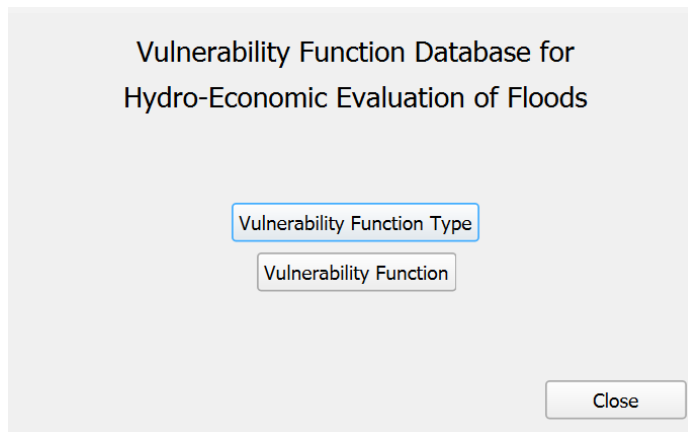 Vulnerability Function Database for
Hydro-Economic Evaluation of Floods
Vulnerability Function Type
Vulnerability Function
Close